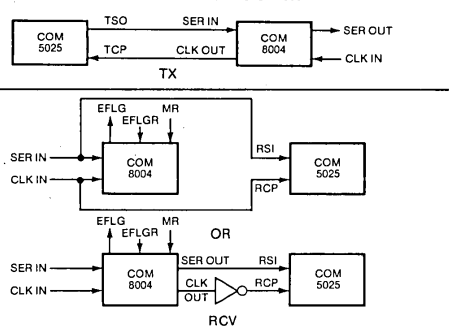 COM 5025
TSO
SER IN
TCP
CLK OUT
COM 8004
SER OUT
CLK IN
TX
EFLG
EFLGR
MR
SER IN
CLK IN
COM 8004
RSI
RCP
COM 5025
OR
EFLG
EFLGR
MR
SER IN
CLK IN
COM 8004
SER OUT
RSI
CLK OUT
RCP
COM 5025
RCV